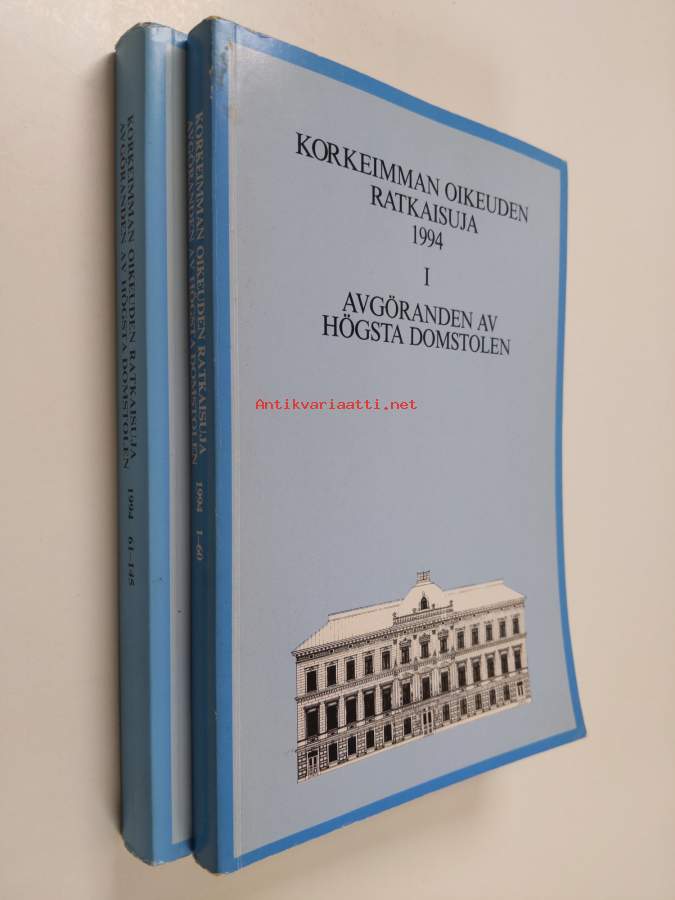 KORKEIMMAN OIKEUDEN
RATKAISUJA
1994
I
AVGÖRANDEN AV
HÖGSTA DOMSTOLEN
Antikvariaatti.net
KORKEIMMAN OIKEUDEN RATKAISUJA
AVGÖRANDEN AV HÖGSTA DOMSTOLEN 1994 1–60
KORKEIMMAN OIKEUDEN RATKAISUJA
AVGÖRANDEN AV HÖGSTA DOMSTOLEN 1994 61–148